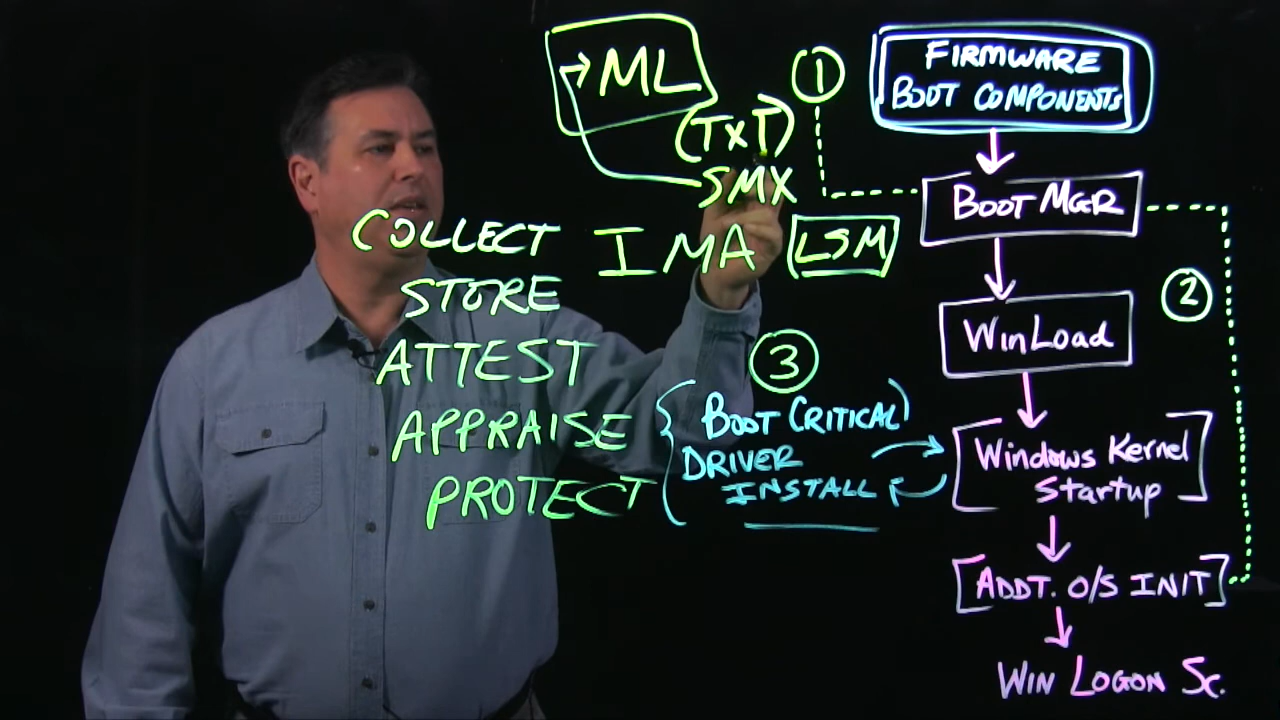 ML
(TXT)
SMX
COLLECT
IMA
LSM
STORE
ATTEST
APPRAISE
PROTECT
1
2
3
BOOT CRITICAL
DRIVER
INSTALL
FIRMWARE
BOOT COMPONENTS
BOOT MGR
WinLoad
Windows Kernel
Startup
ADDT. O/S INIT
WIN LOGON Sc.